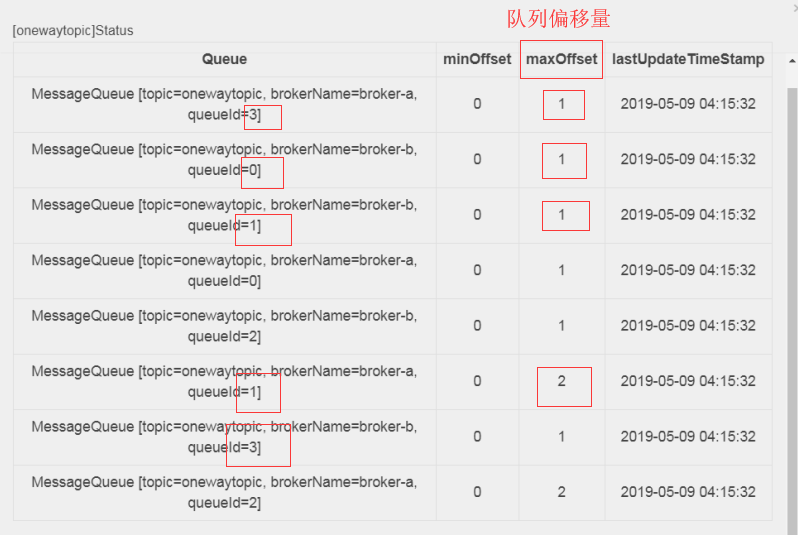 队列偏移量
[onewaytopic]Status
Queue minOffset maxOffset lastUpdateTimeStamp
MessageQueue [topic=onewaytopic, brokerName=broker-a,
queueId=3] 0 1 2019-05-09 04:15:32
MessageQueue [topic=onewaytopic, brokerName=broker-b,
queueId=0] 0 1 2019-05-09 04:15:32
MessageQueue [topic=onewaytopic, brokerName=broker-b,
queueId=1] 0 1 2019-05-09 04:15:32
MessageQueue [topic=onewaytopic, brokerName=broker-a,
queueId=0] 0 1 2019-05-09 04:15:32
MessageQueue [topic=onewaytopic, brokerName=broker-b,
queueId=2] 0 1 2019-05-09 04:15:32
MessageQueue [topic=onewaytopic, brokerName=broker-a,
queueId=1] 0 2 2019-05-09 04:15:32
MessageQueue [topic=onewaytopic, brokerName=broker-b,
queueId=3] 0 1 2019-05-09 04:15:32
MessageQueue [topic=onewaytopic, brokerName=broker-a,
queueId=2] 0 2 2019-05-09 04:15:32